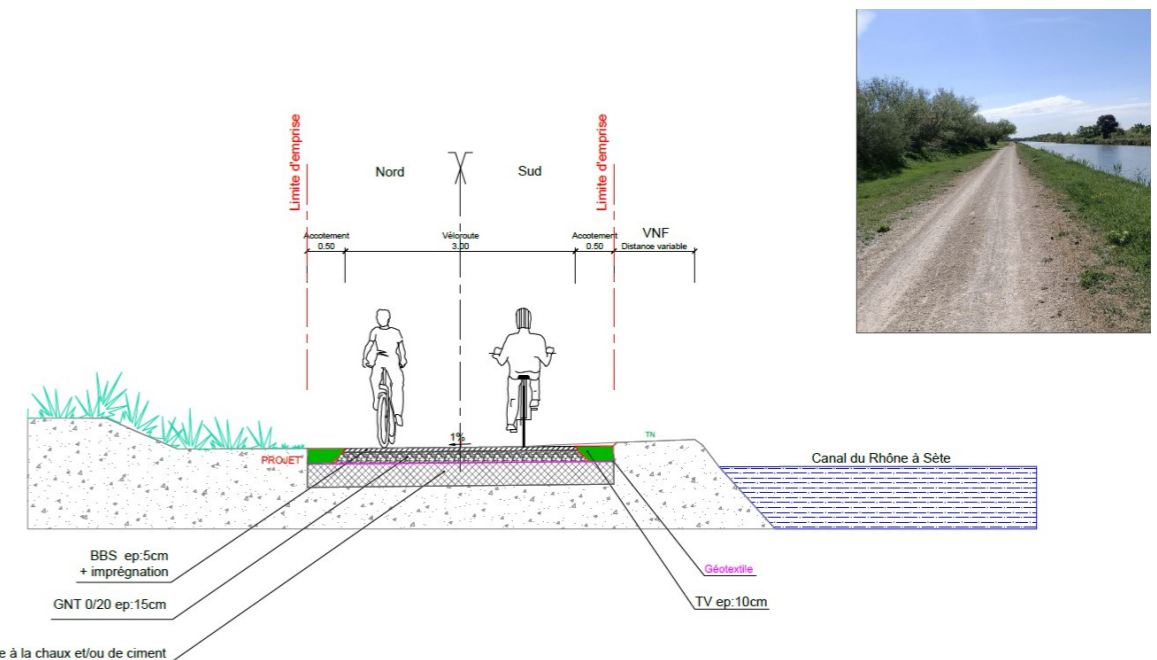 Limite d'emprise
Limite d'emprise
Nord
Sud
Accotement
0.50
Véloroute
3.00
Accotement
0.50
VNF
Distance variable
1%
TN
PROJET
Canal du Rhône à Sète
BBS ep:5cm
+ imprégnation
Géotextile
GNT 0/20 ep:15cm
TV ep:10cm
e à la chaux et/ou de ciment